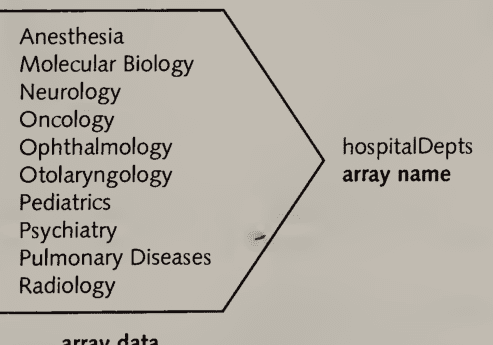 Anesthesia
Molecular Biology
Neurology
Oncology
Ophthalmology
Otolaryngology
Pediatrics
Psychiatry
Pulmonary Diseases
Radiology
hospitalDepts
array name
array data